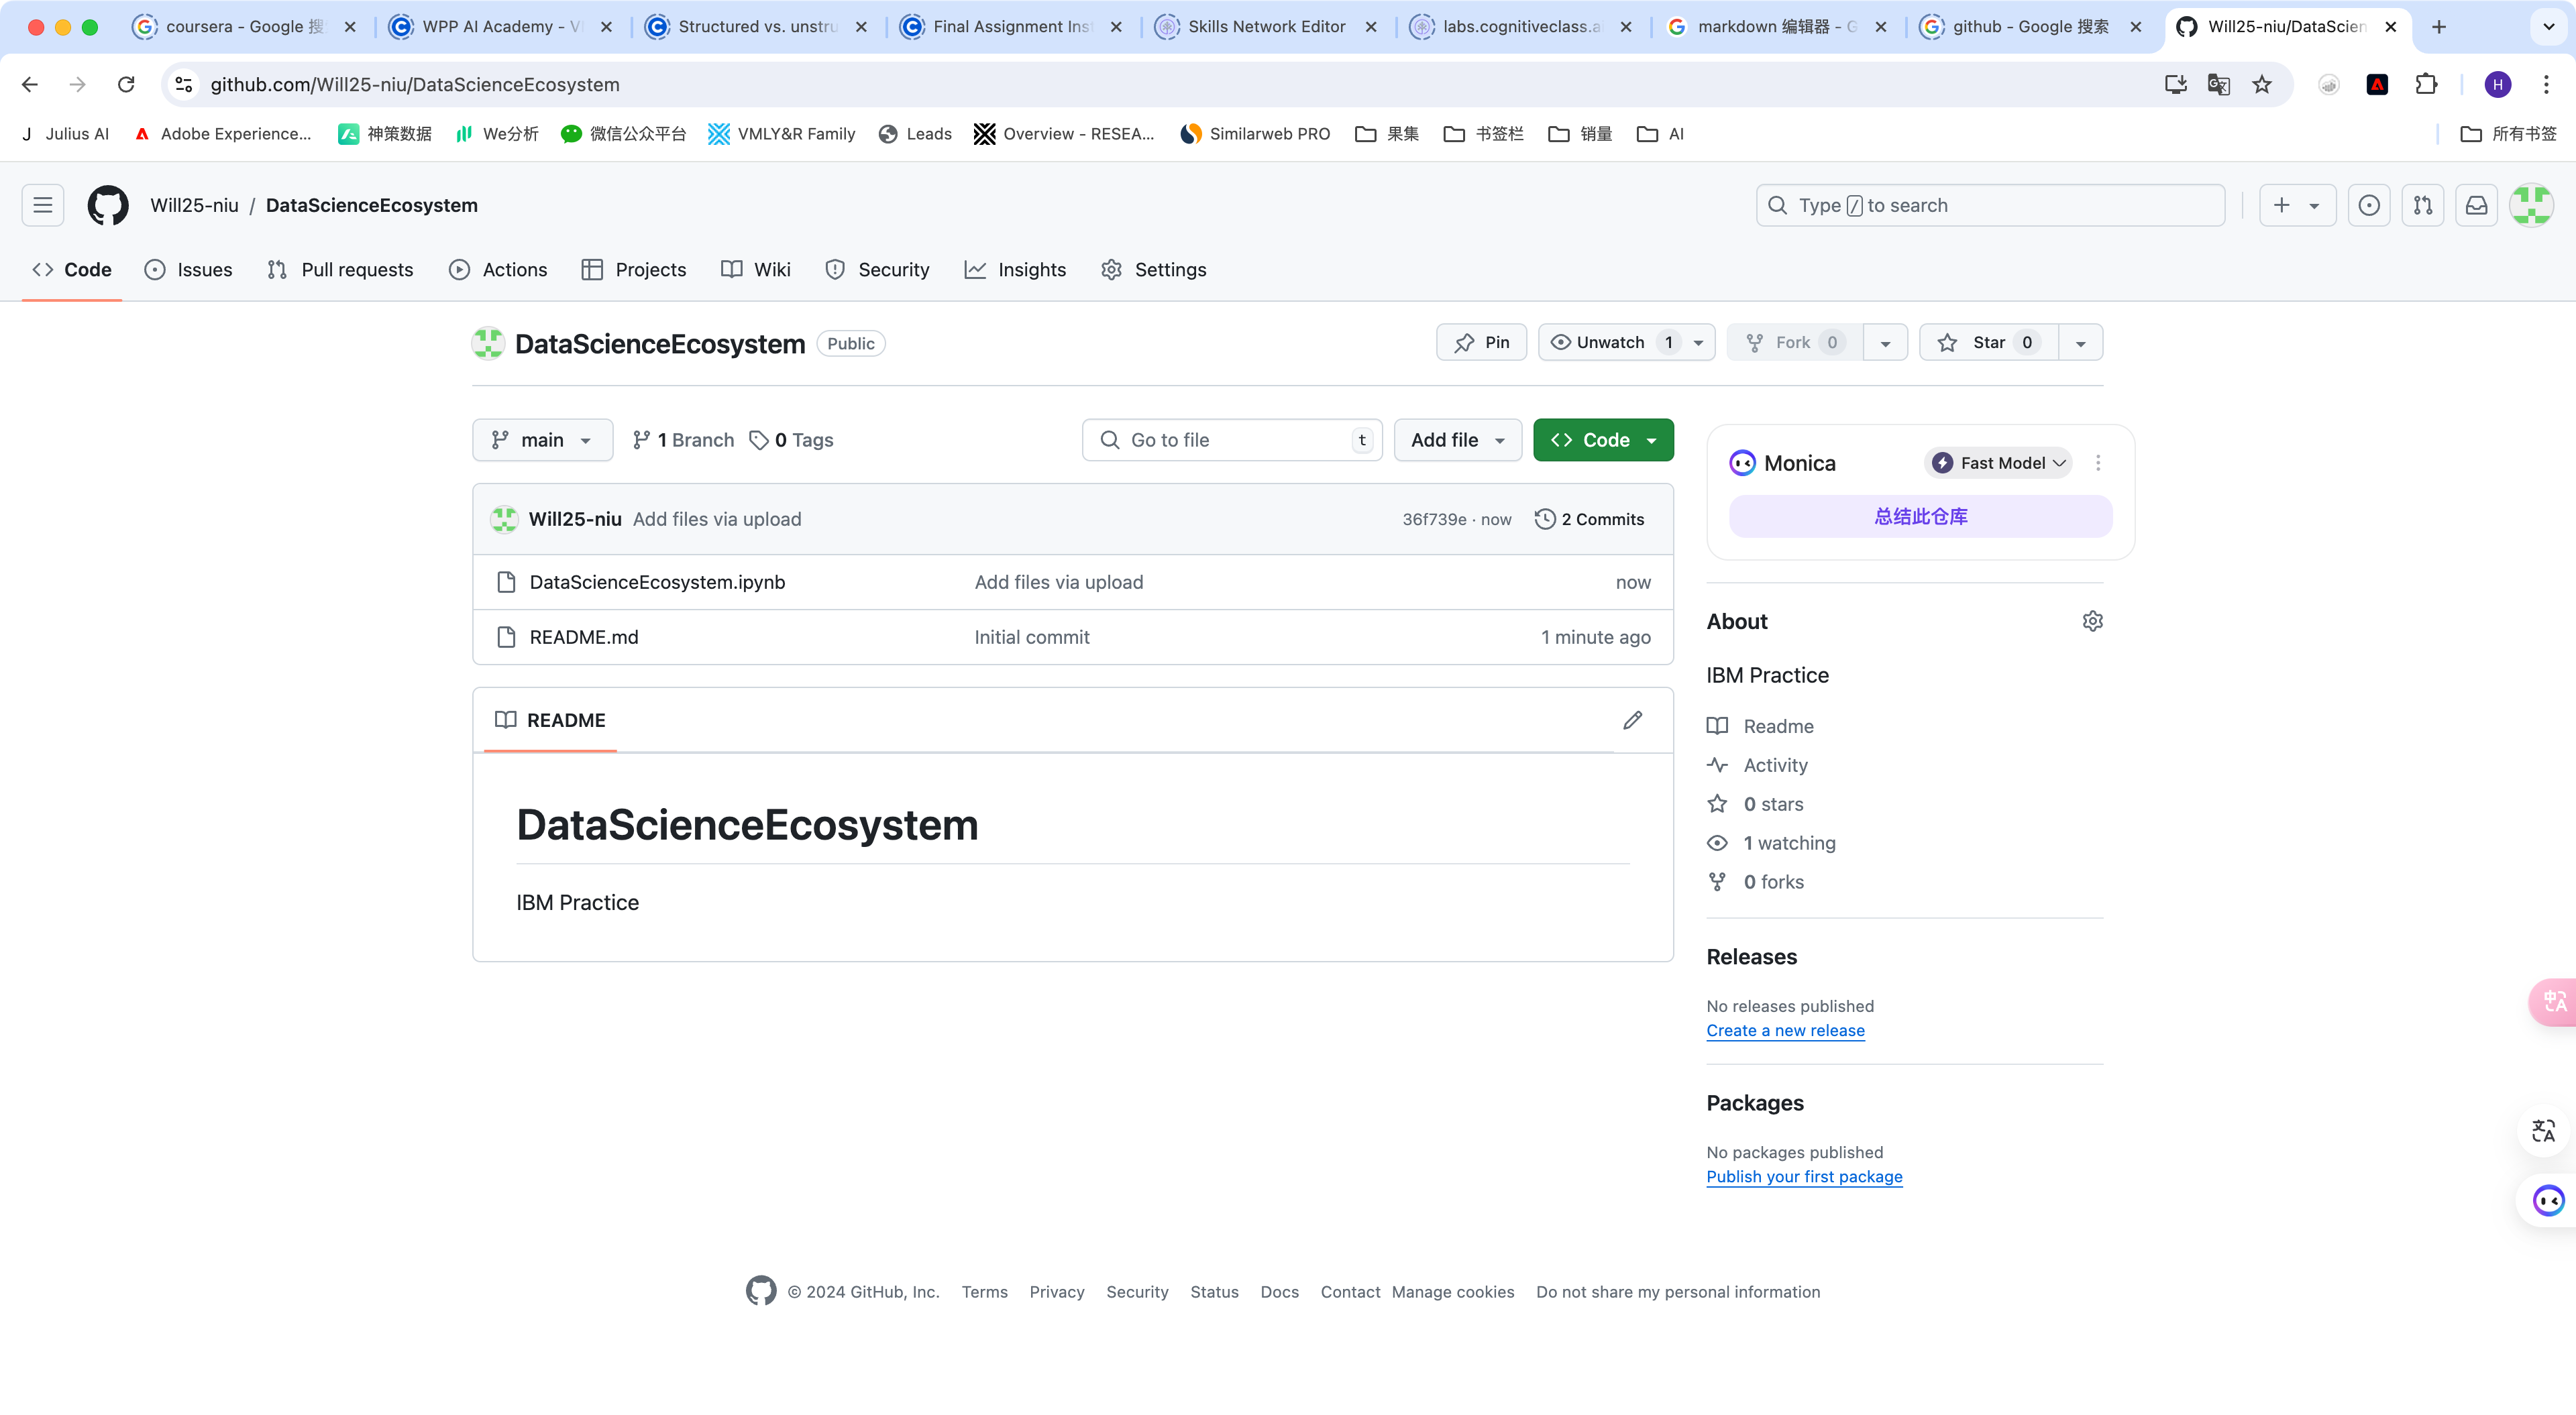 coursera - Google 搜
WPP AI Academy - V
Structured vs. unstru
Final Assignment Inst
Skills Network Editor
labs.cognitiveclass.ai
markdown 编辑器 - G
github - Google 搜索
Will25-niu/DataScien
github.com/Will25-niu/DataScienceEcosystem
H
J Julius AI
Adobe Experience...
神策数据
We分析
微信公众平台
VMLY&R Family
Leads
Overview - RESEA...
Similarweb PRO
果集
书签栏
销量
AI
所有书签
Will25-niu / DataScienceEcosystem
Type / to search
Code
Issues
Pull requests
Actions
Projects
Wiki
Security
Insights
Settings
DataScienceEcosystem Public
Pin
Unwatch 1
Fork 0
Star 0
main
1 Branch
0 Tags
Go to file t
Add file
Code
Will25-niu Add files via upload 36f739e · now 2 Commits
DataScienceEcosystem.ipynb Add files via upload now
README.md Initial commit 1 minute ago
README
DataScienceEcosystem
IBM Practice
Monica Fast Model
总结此仓库
About
IBM Practice
Readme
Activity
0 stars
1 watching
0 forks
Releases
No releases published
Create a new release
Packages
No packages published
Publish your first package
© 2024 GitHub, Inc. Terms Privacy Security Status Docs Contact Manage cookies Do not share my personal information